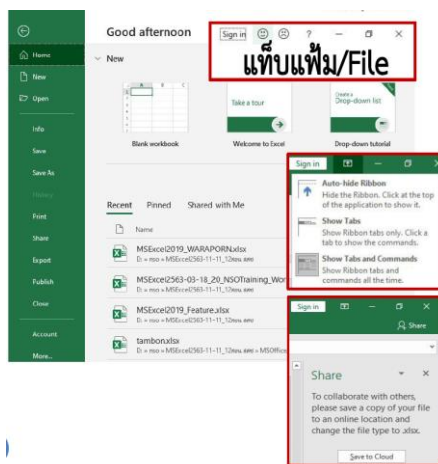 Good afternoon
Sign in
?
แท็บแฟ้ม/File
Home
New
Open
Info
Save
Save As
History
Print
Share
Export
Publish
Close
Account
More...
New
Take a tour
Create a
Drop-down list
Blank workbook
Welcome to Excel
Drop-down tutorial
Recent
Pinned
Shared with Me
Name
MSExcel2019_WARAPORN.xlsx
MSExcel2563-03-18_20_NSOTraining_Wor
MSExcel2019_Feature.xlsx
tambon.xlsx
Sign in
Auto-hide Ribbon
Hide the Ribbon. Click at the top
of the application to show it.
Show Tabs
Show Ribbon tabs only. Click a
tab to show the commands.
Show Tabs and Commands
Show Ribbon tabs and
commands all the time.
Sign in
Share
Share
To collaborate with others,
please save a copy of your file
to an online location and
change the file type to .xlsx.
Save to Cloud